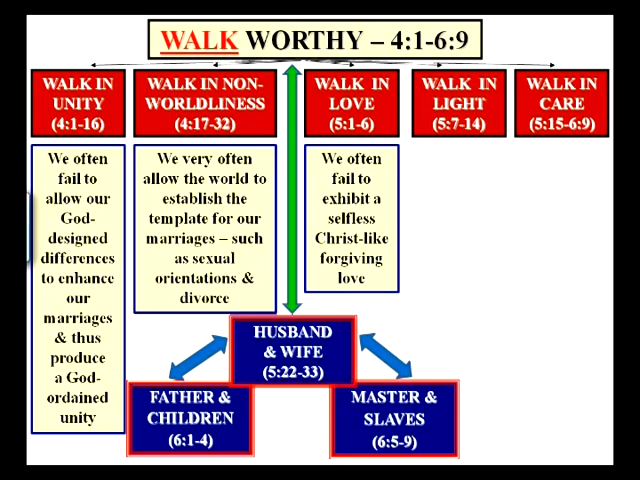 WALK WORTHY – 4:1-6:9
WALK IN
UNITY
(4:1-16)
WALK IN NON-
WORLDLINESS
(4:17-32)
WALK IN
LOVE
(5:1-6)
WALK IN
LIGHT
(5:7-14)
WALK IN
CARE
(5:15-6:9)
We often
fail to
allow our
God-
designed
differences
to enhance
our
marriages
& thus
produce
a God-
ordained
unity
We very often
allow the world to
establish the
template for our
marriages – such
as sexual
orientations &
divorce
We often
fail to
exhibit a
selfless
Christ-like
forgiving
love
HUSBAND
& WIFE
(5:22-33)
FATHER &
CHILDREN
(6:1-4)
MASTER &
SLAVES
(6:5-9)